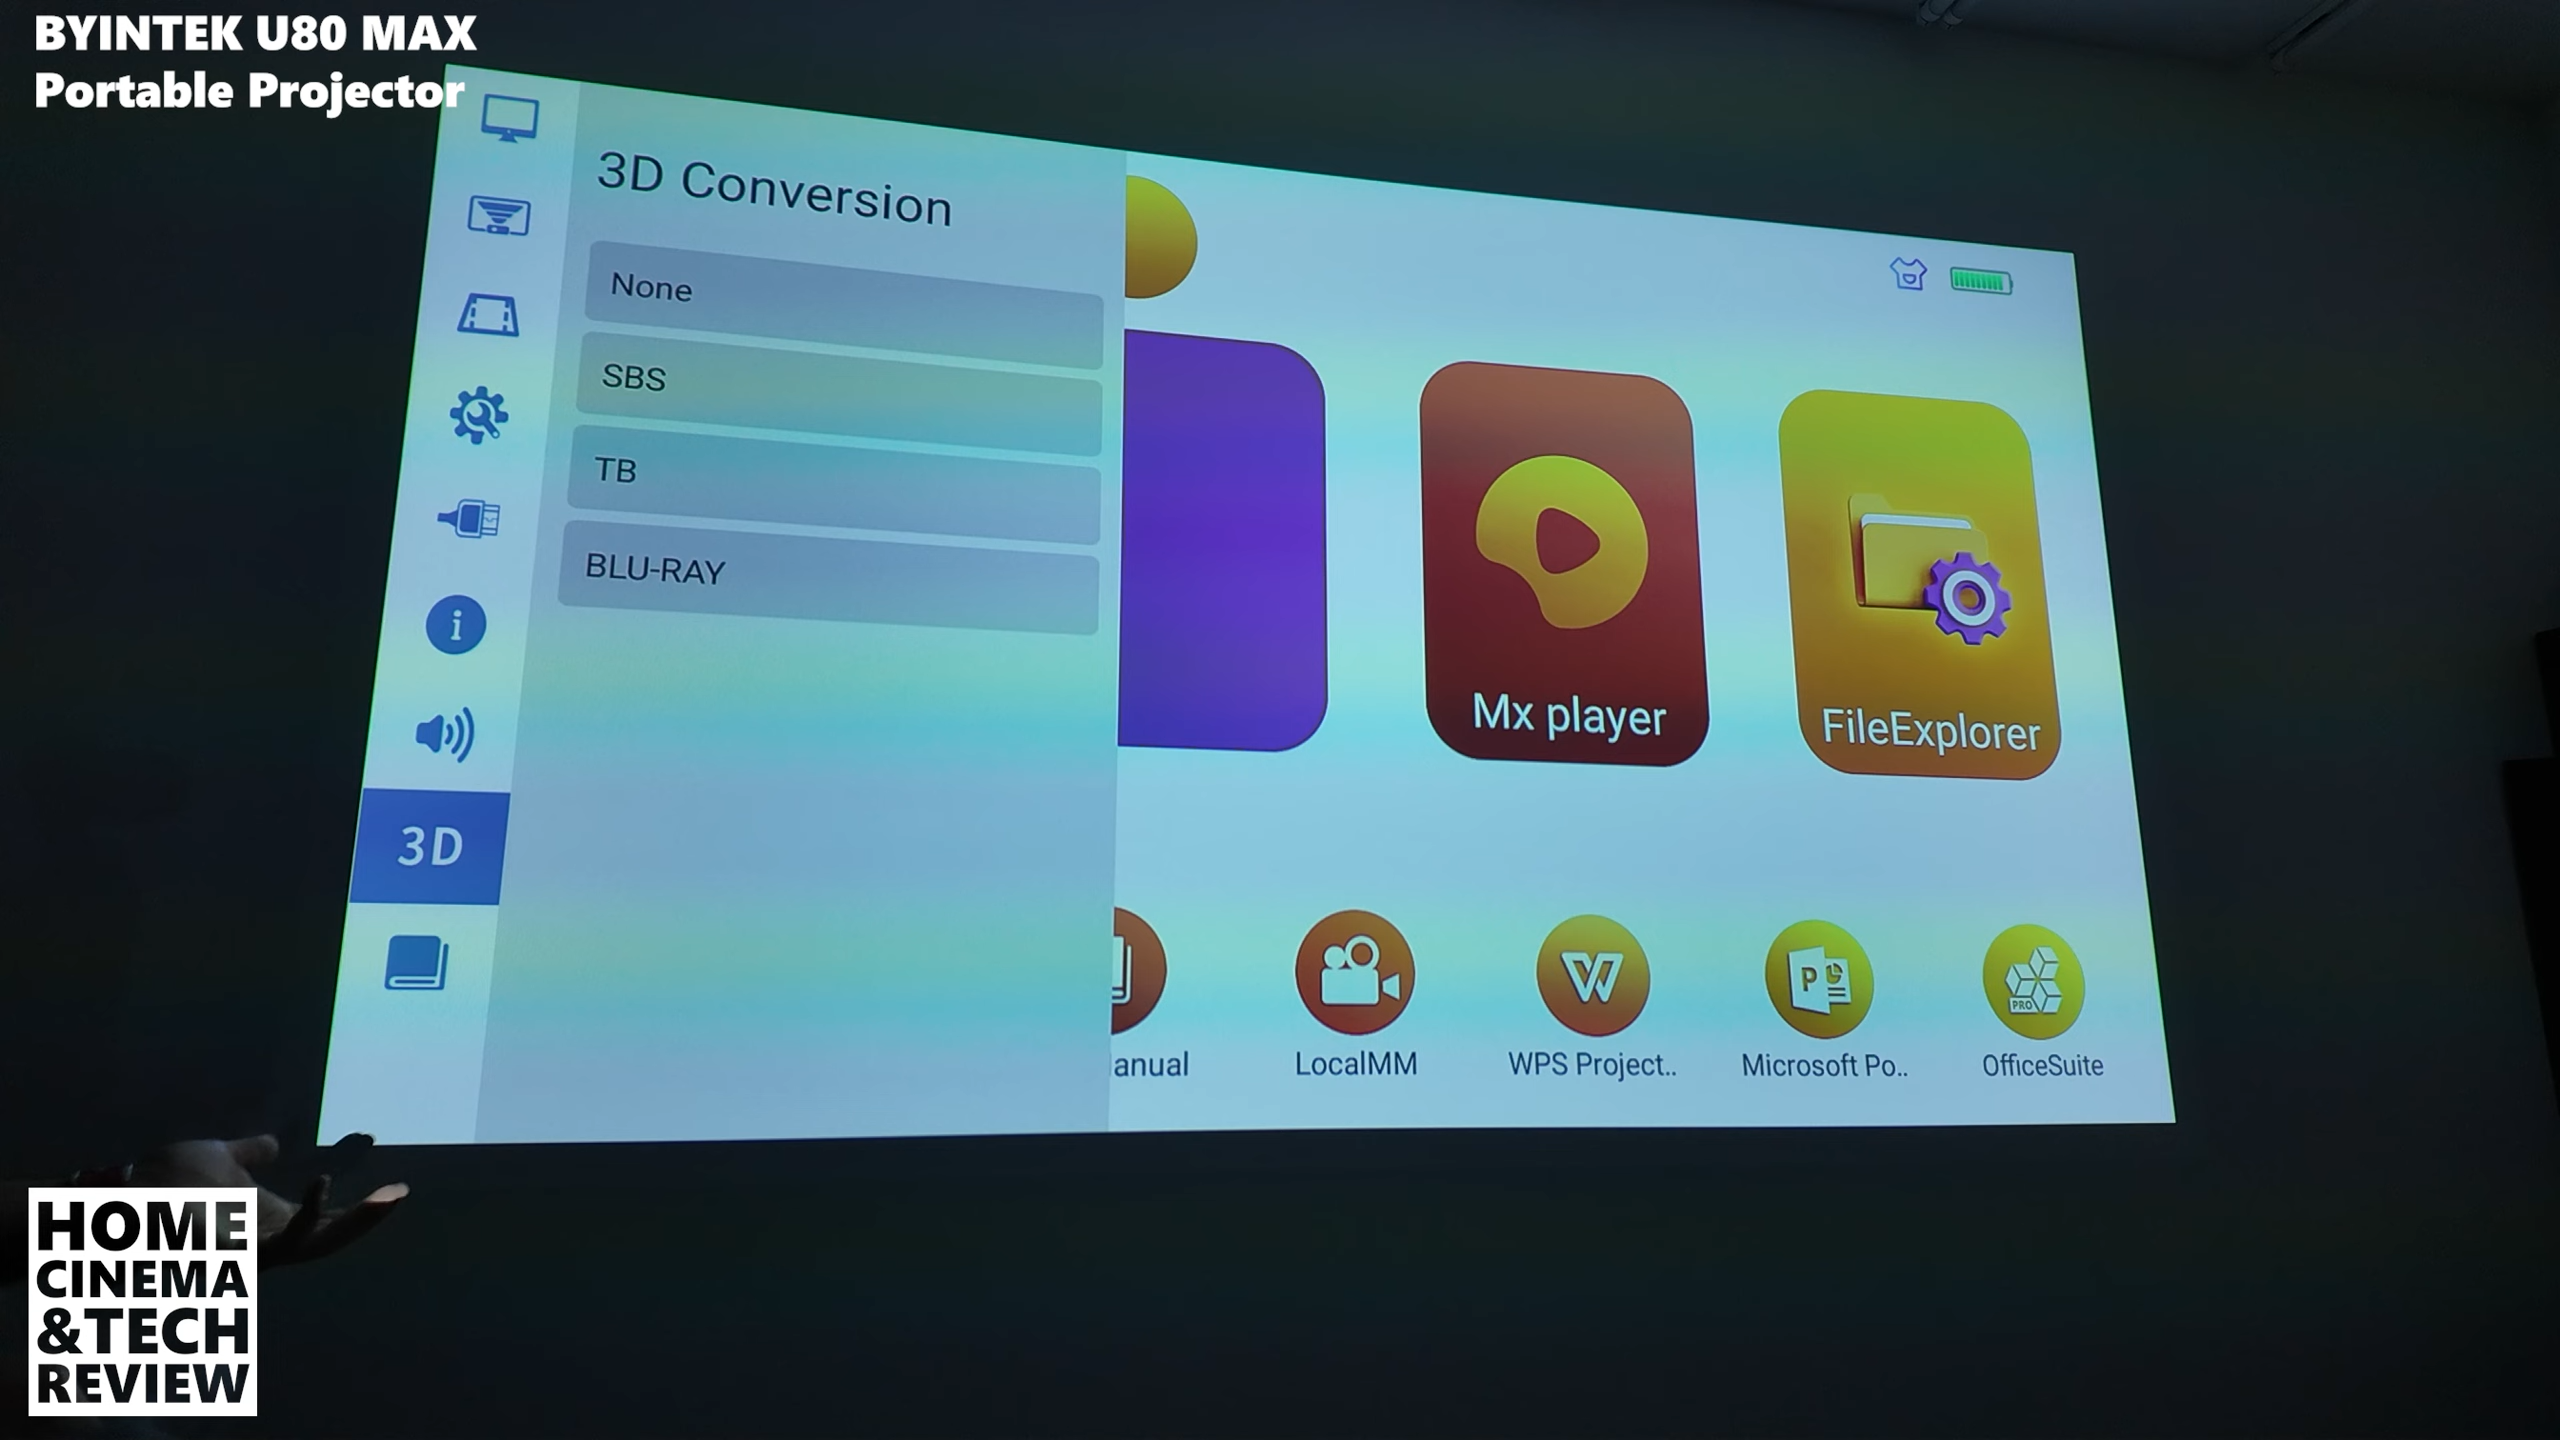 BYINTEK U80 MAX
Portable Projector
3D Conversion
None
SBS
TB
BLU-RAY
i
3D
Mx player
FileExplorer
P
PRO
anual
LocalMM
WPS Project..
Microsoft Po..
OfficeSuite
HOME
CINEMA
&TECH
REVIEW